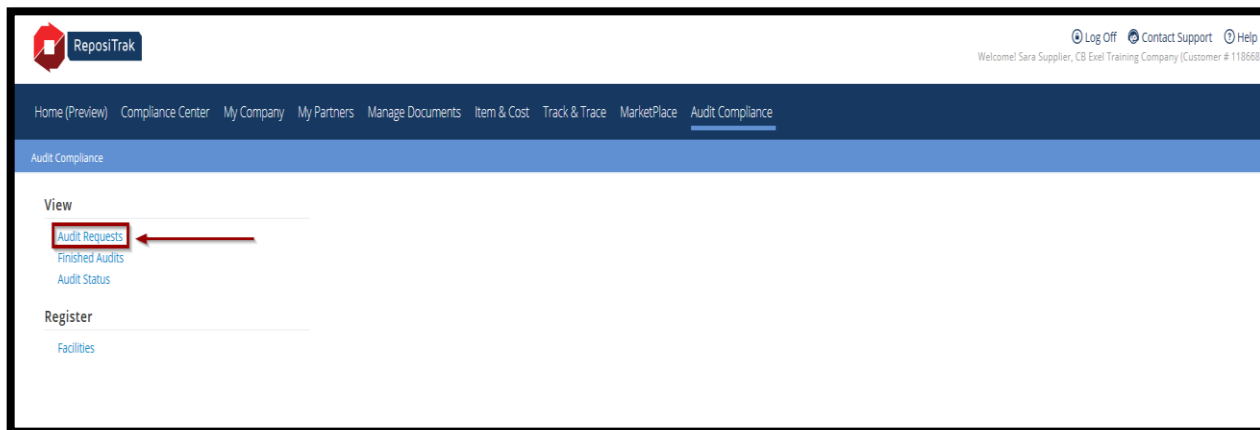 ReposiTrak
Log Off Contact Support Help
Welcome! Sara Supplier, CB Exel Training Company (Customer # 118668
Home (Preview) Compliance Center My Company My Partners Manage Documents Item & Cost Track & Trace MarketPlace Audit Compliance
Audit Compliance
View
Audit Requests
Finished Audits
Audit Status
Register
Facilities